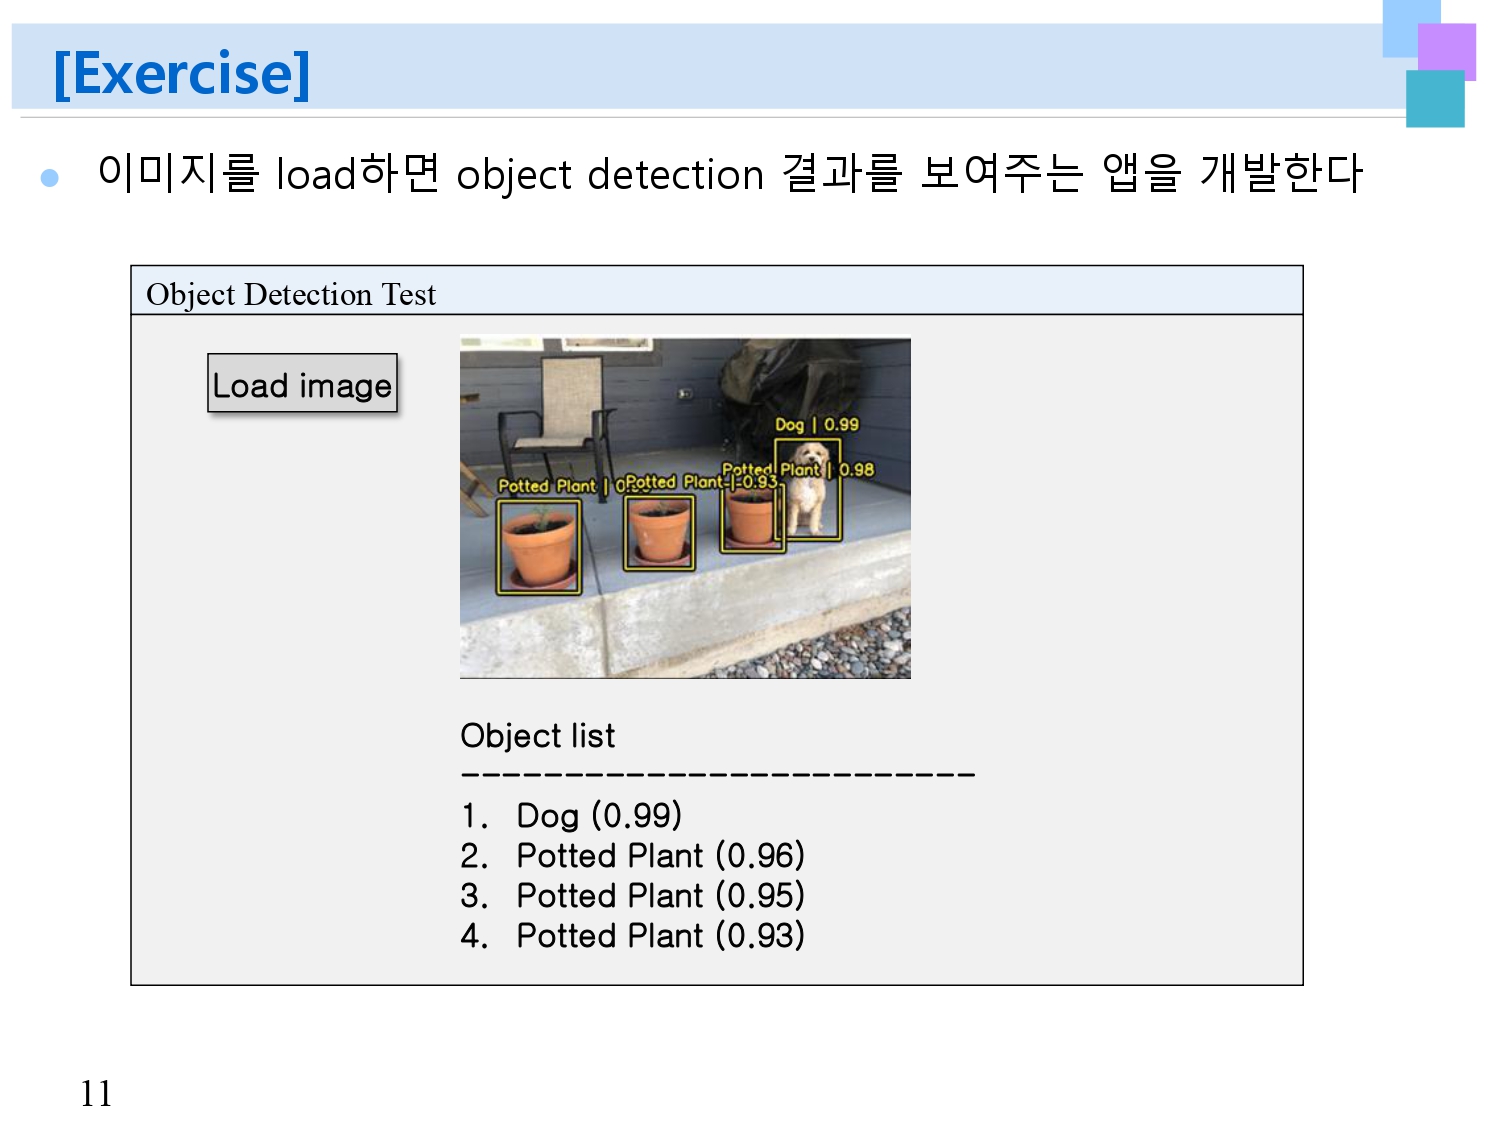 [Exercise]
이미지를 load하면 object detection 결과를 보여주는 앱을 개발한다
Object Detection Test
Load image
Dog | 0.99
Potted Plant | 0.98
Potted Plant | 0.93
Potted Plant |
Object list
-------------------------
1. Dog (0.99)
2. Potted Plant (0.96)
3. Potted Plant (0.95)
4. Potted Plant (0.93)
11